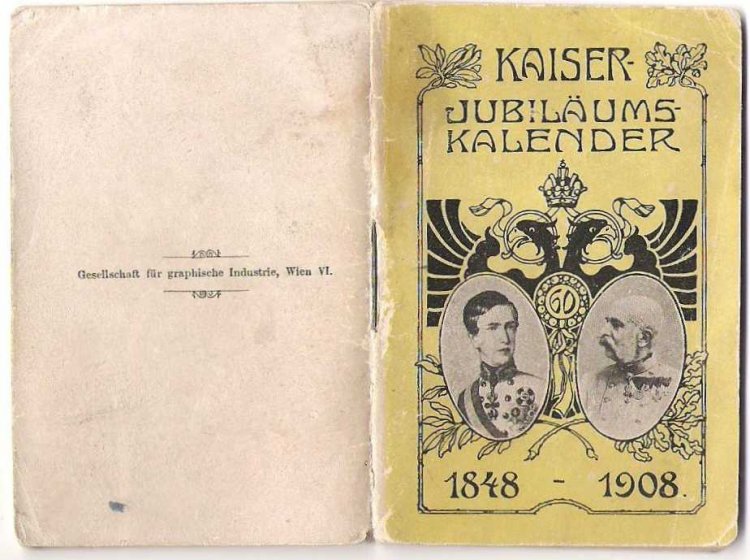 Gesellschaft für graphische Industrie, Wien VI.
KAISER-
JUBILÄUMS-
KALENDER
60
1848 - 1908.